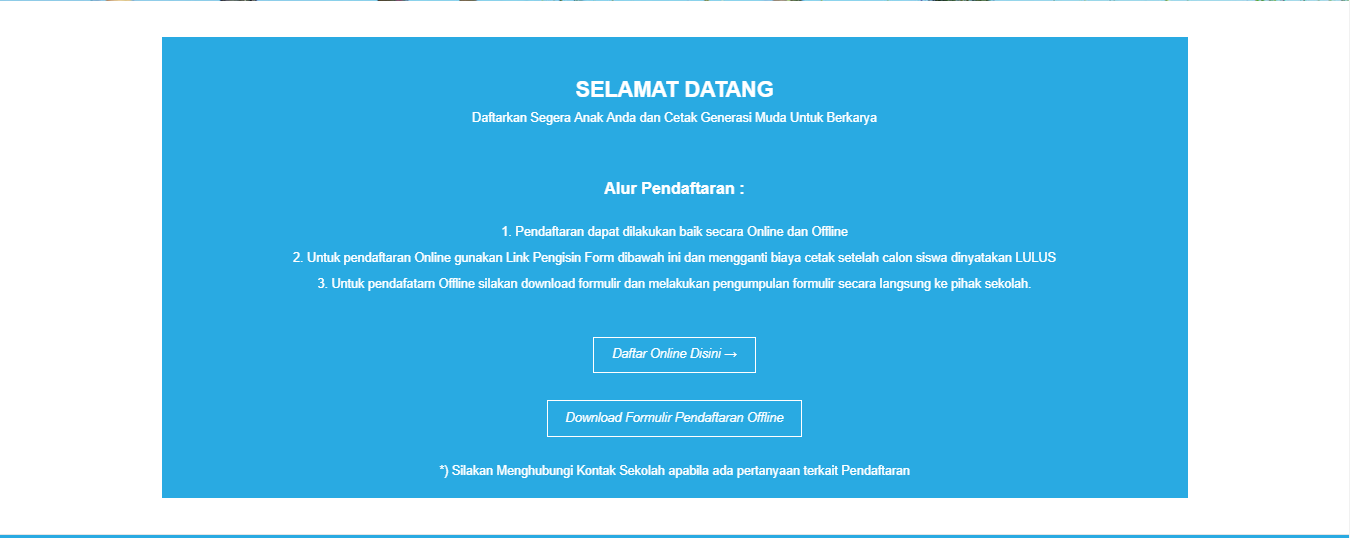 SELAMAT DATANG
Daftarkan Segera Anak Anda dan Cetak Generasi Muda Untuk Berkarya
Alur Pendaftaran :
1. Pendaftaran dapat dilakukan baik secara Online dan Offline
2. Untuk pendaftaran Online gunakan Link Pengisin Form dibawah ini dan mengganti biaya cetak setelah calon siswa dinyatakan LULUS
3. Untuk pendafatarn Offline silakan download formulir dan melakukan pengumpulan formulir secara langsung ke pihak sekolah.
Daftar Online Disini →
Download Formulir Pendaftaran Offline
*) Silakan Menghubungi Kontak Sekolah apabila ada pertanyaan terkait Pendaftaran